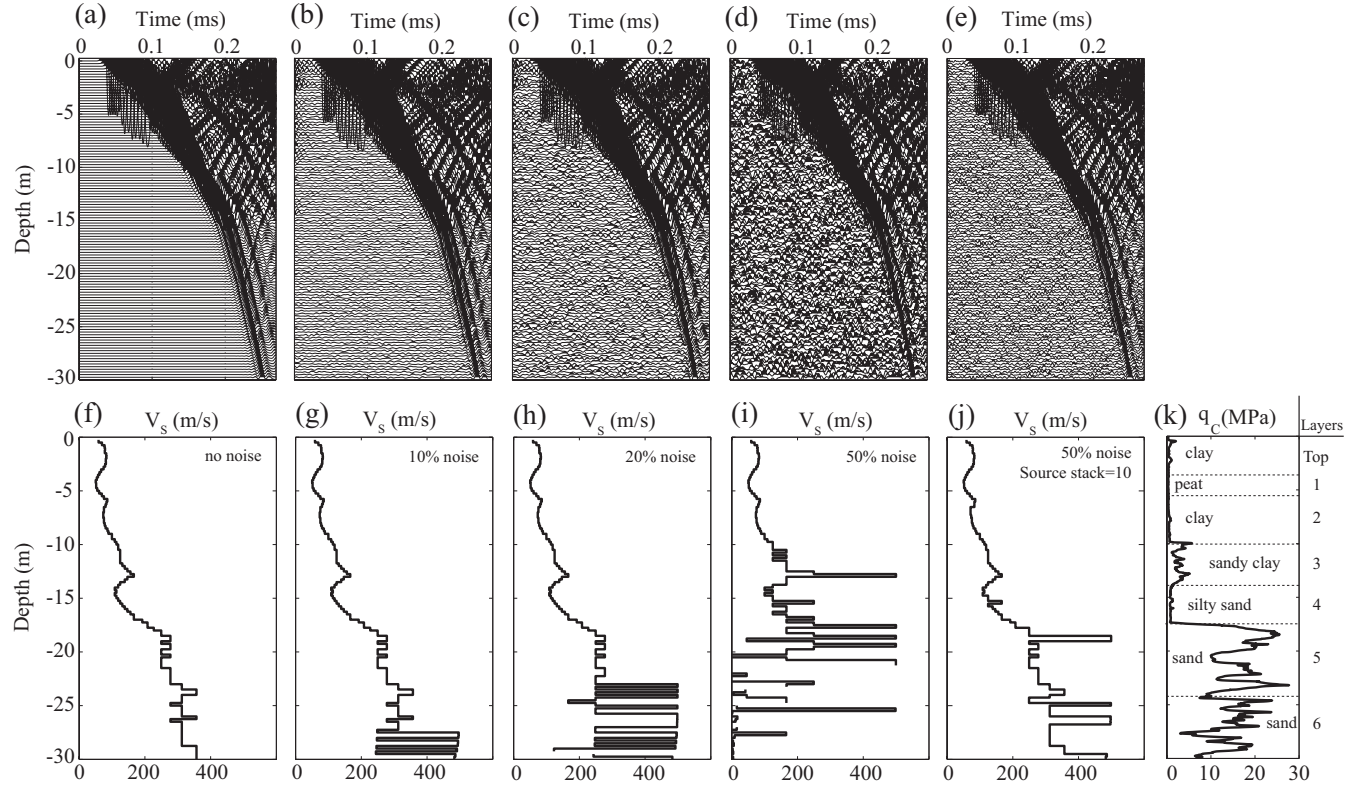 (a) (b) (c) (d) (e)
Time (ms) Time (ms) Time (ms) Time (ms) Time (ms)
0 0.1 0.2 0 0.1 0.2 0 0.1 0.2 0 0.1 0.2 0 0.1 0.2
0
-5
-10
-15
-20
-25
-30
Depth (m)
(f) (g) (h) (i) (j) (k)
V_S (m/s) V_S (m/s) V_S (m/s) V_S (m/s) V_S (m/s) q_C(MPa) Layers
no noise 10% noise 20% noise 50% noise 50% noise
Source stack=10
0
-5
-10
-15
-20
-25
-30
Depth (m)
clay Top
peat 1
clay 2
sandy clay 3
silty sand 4
sand 5
sand 6
0 200 400 600 0 200 400 600 0 200 400 600 0 200 400 600 0 200 400 600 0 10 20 30